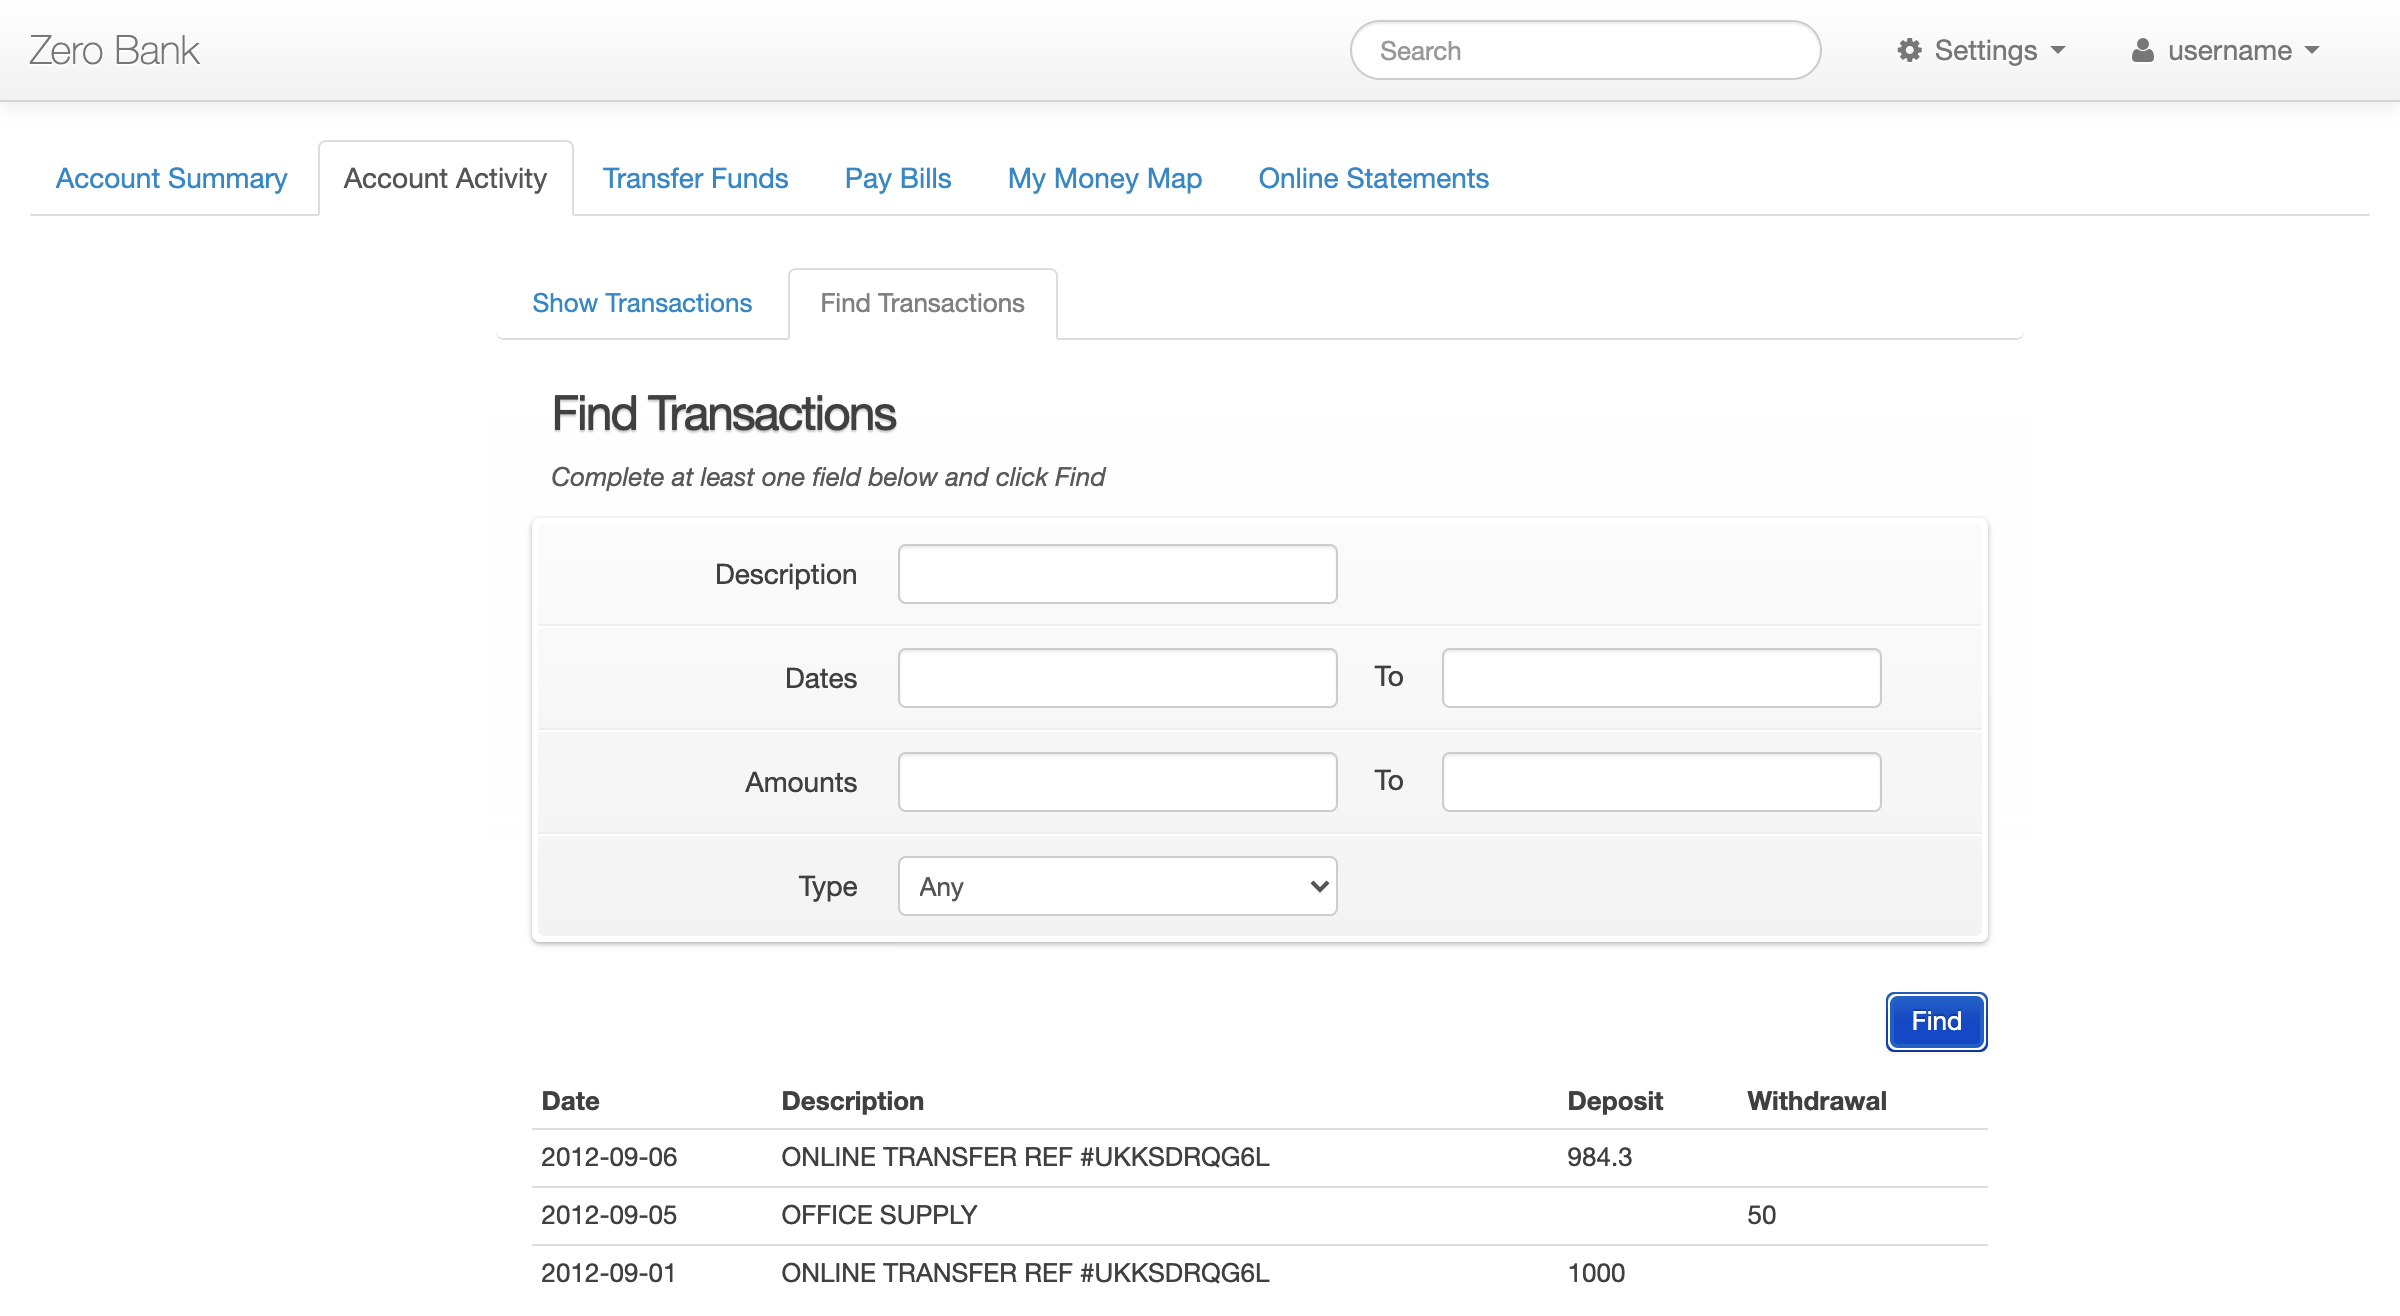 Zero Bank
Search
Settings
username
Account Summary
Account Activity
Transfer Funds
Pay Bills
My Money Map
Online Statements
Show Transactions
Find Transactions
Find Transactions
Complete at least one field below and click Find
Description
Dates
To
Amounts
To
Type
Any
Find
Date Description Deposit Withdrawal
2012-09-06 ONLINE TRANSFER REF #UKKSDRQG6L 984.3
2012-09-05 OFFICE SUPPLY 50
2012-09-01 ONLINE TRANSFER REF #UKKSDRQG6L 1000